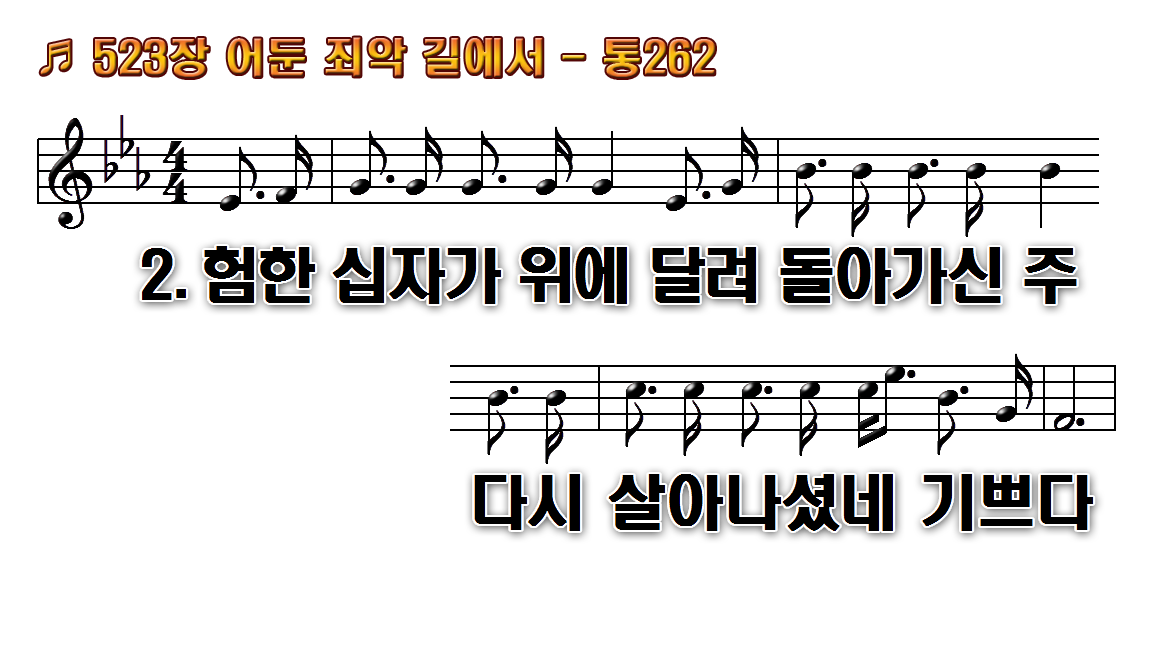 523장 어둔 죄악 길에서 - 통262
2. 험한 십자가 위에 달려 돌아가신 주
다시 살아나셨네 기쁘다